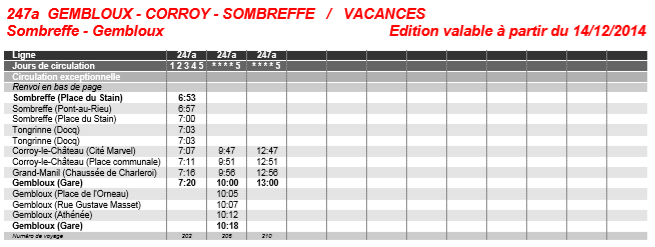 247a GEMBLOUX - CORROY - SOMBREFFE / VACANCES
Sombreffe - Gembloux Edition valable à partir du 14/12/2014
Ligne 247a 247a 247a
Jours de circulation 1 2 3 4 5 * * * * 5 * * * * 5
Circulation exceptionnelle
Renvoi en bas de page
Sombreffe (Place du Stain) 6:53
Sombreffe (Pont-au-Rieu) 6:57
Sombreffe (Place du Stain) 7:00
Tongrinne (Docq) 7:03
Tongrinne (Docq) 7:03
Corroy-le-Château (Cité Marvel) 7:07 9:47 12:47
Corroy-le-Château (Place communale) 7:11 9:51 12:51
Grand-Manil (Chaussée de Charleroi) 7:16 9:56 12:56
Gembloux (Gare) 7:20 10:00 13:00
Gembloux (Place de l'Orneau) 10:05
Gembloux (Rue Gustave Masset) 10:07
Gembloux (Athénée) 10:12
Gembloux (Gare) 10:18
Numéro de voyage 202 206 210